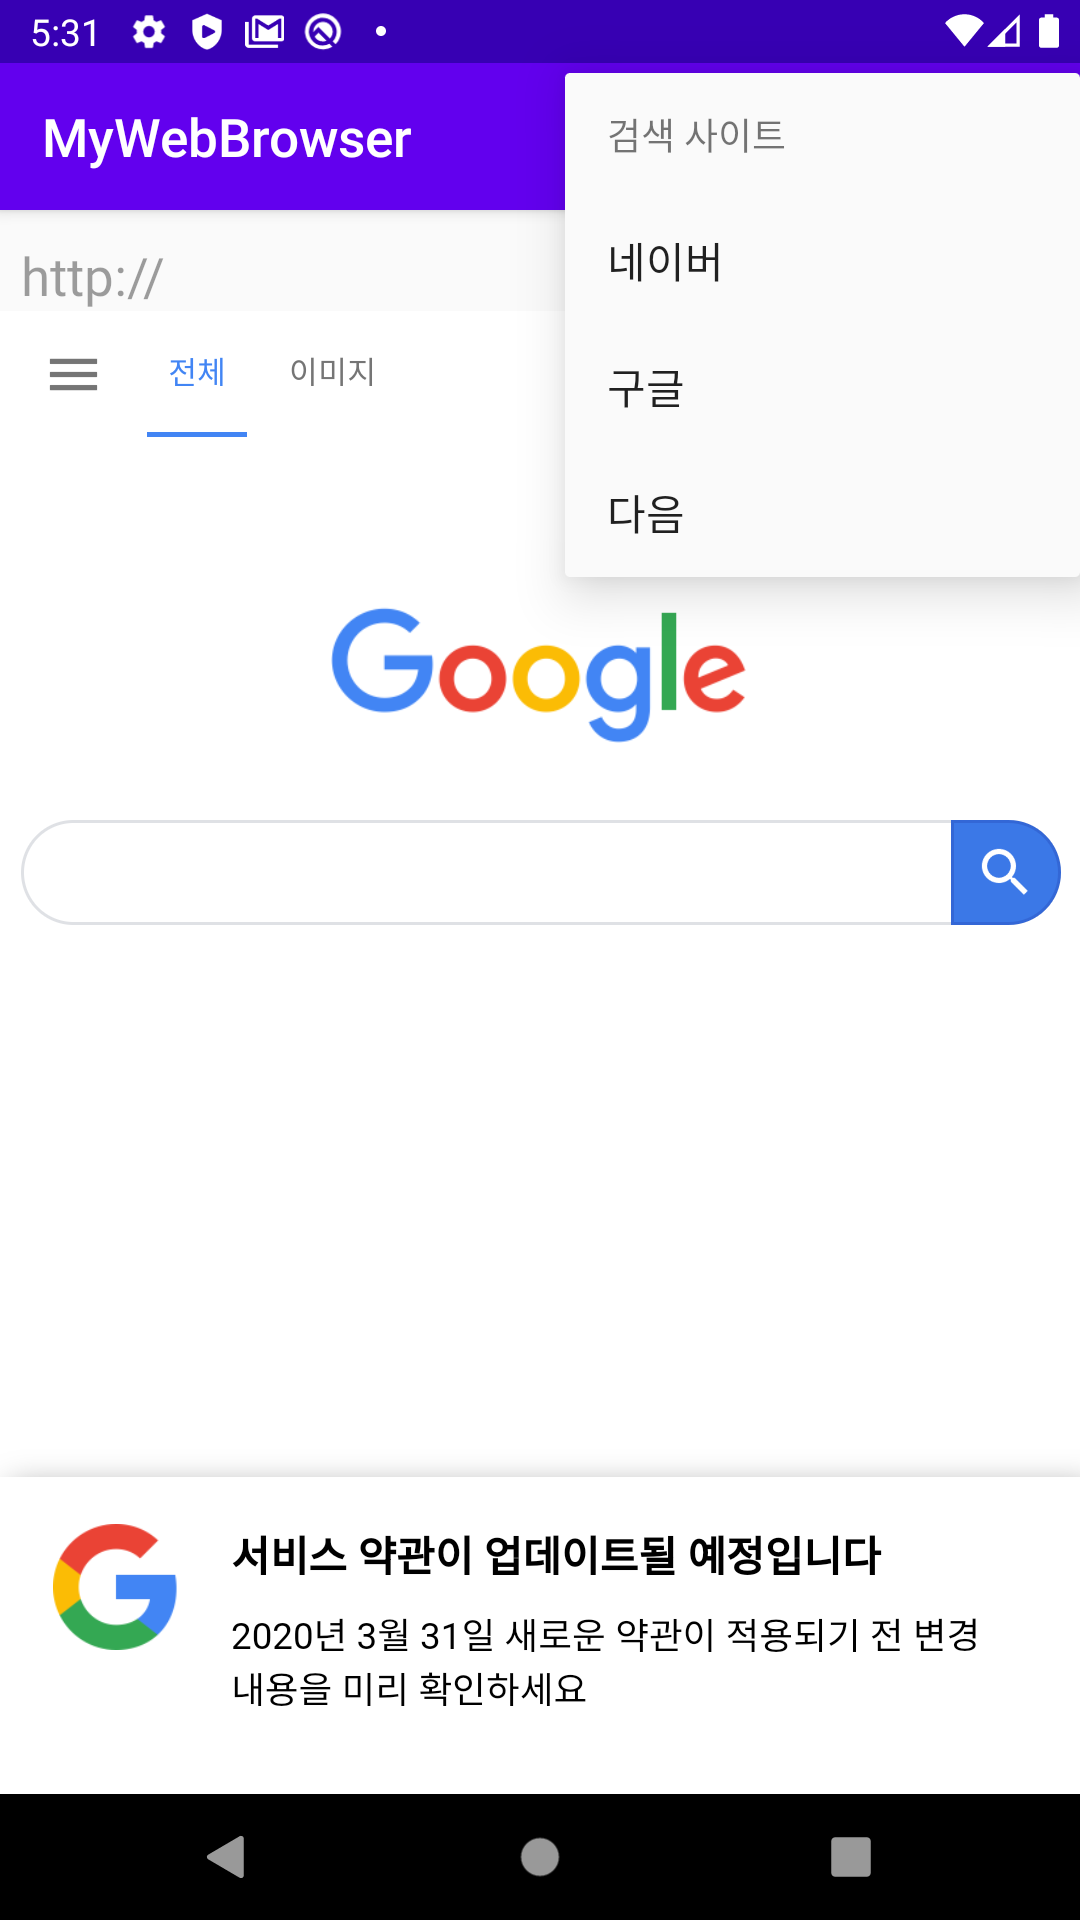 5:31
MyWebBrowser
검색 사이트
네이버
구글
다음
http://
전체 이미지
Google
서비스 약관이 업데이트될 예정입니다
2020년 3월 31일 새로운 약관이 적용되기 전 변경
내용을 미리 확인하세요